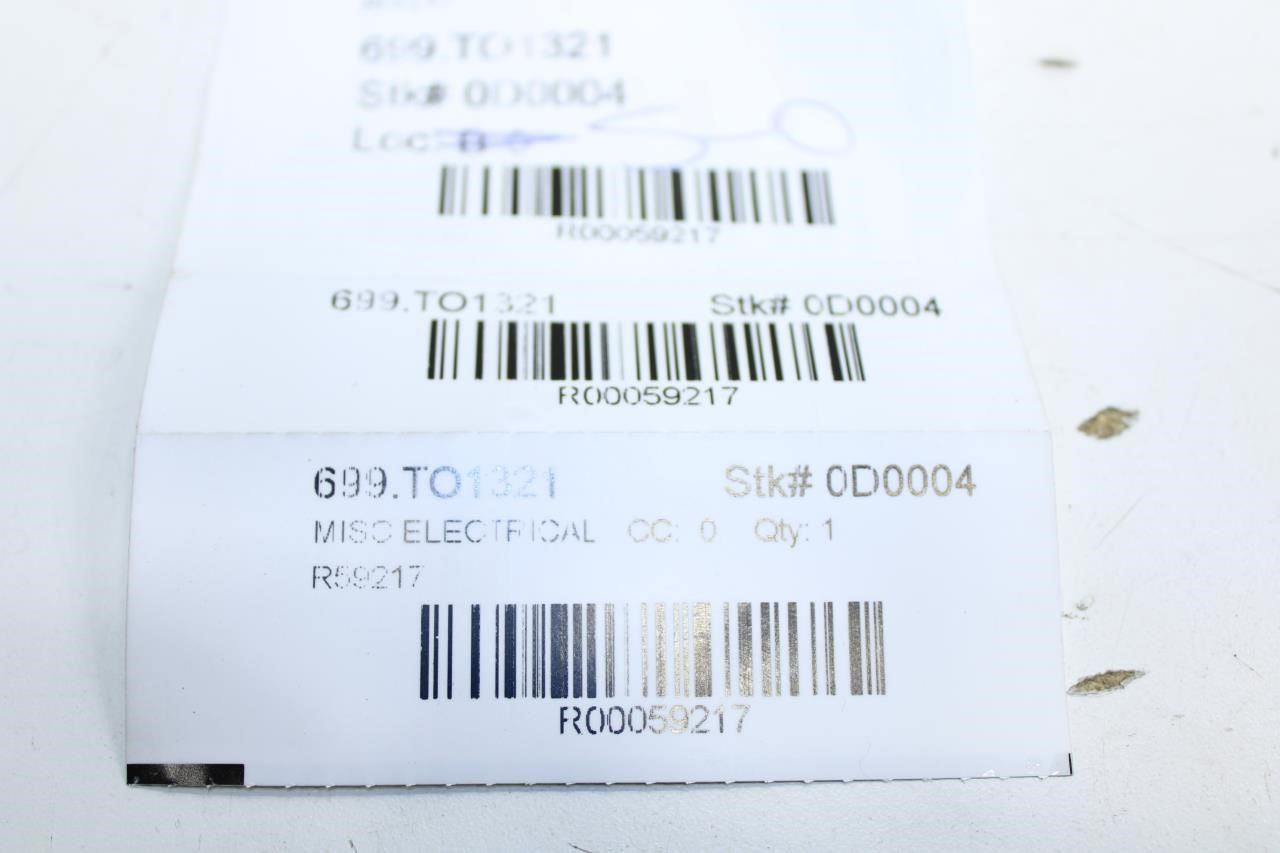 699.TO1321
Stk# 0D0004
Loc: B
R00059217
699.TO1321 Stk# 0D0004
R00059217
699.TO1321 Stk# 0D0004
MISC ELECTRICAL CC: 0 Qty: 1
R59217
R00059217